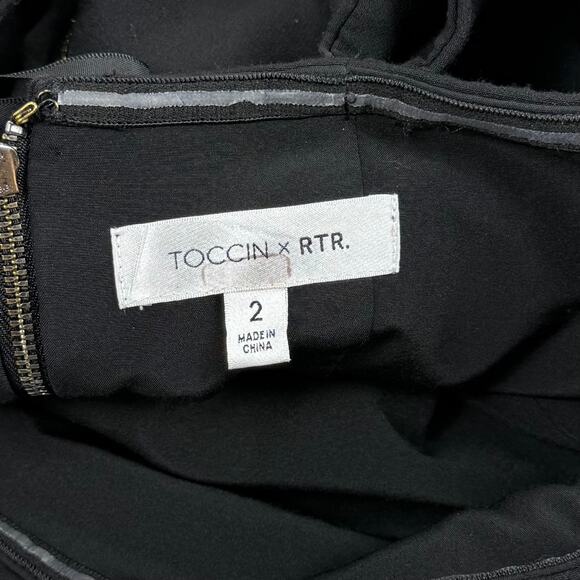 TOCCIN × RTR.
2
MADE IN
CHINA